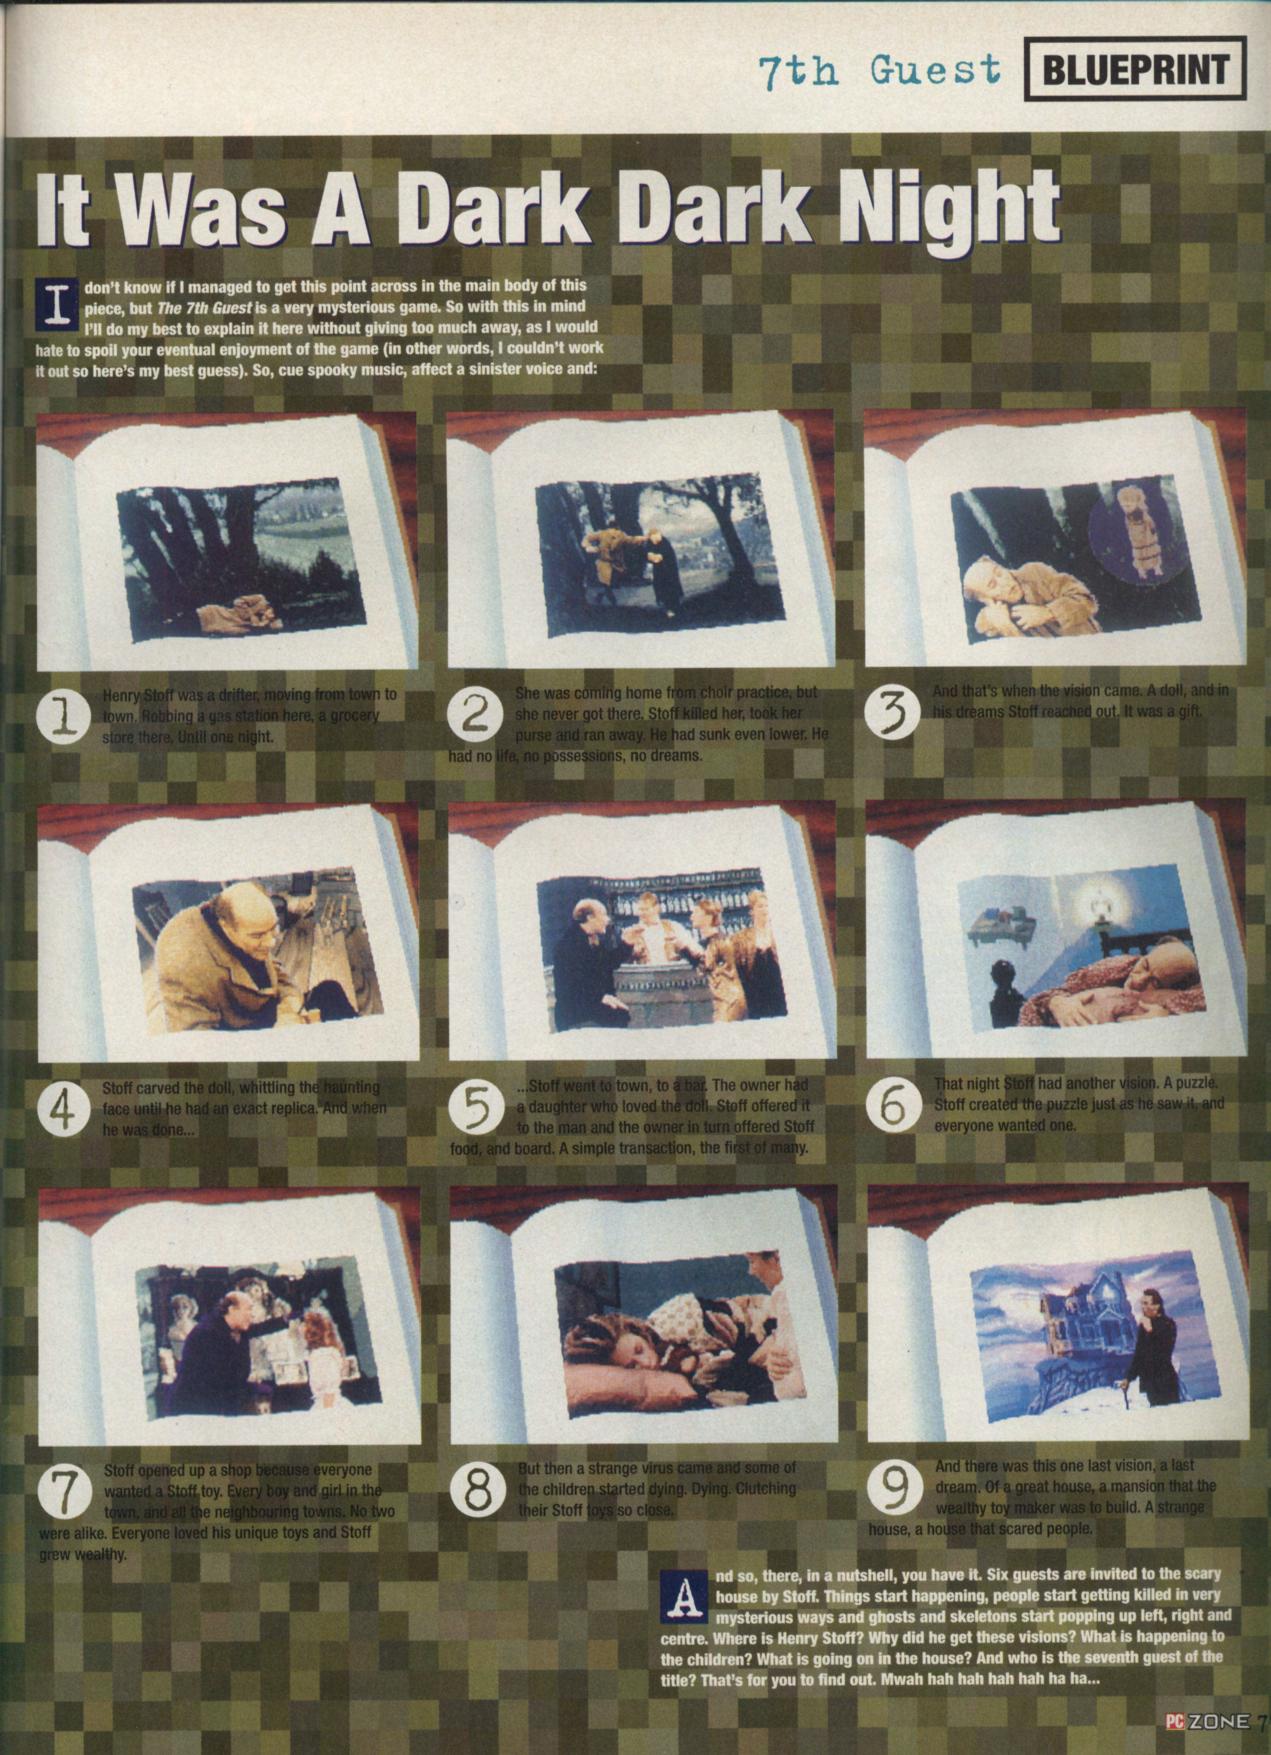 7th Guest BLUEPRINT
It Was A Dark Dark Night
I don't know if I managed to get this point across in the main body of this
piece, but The 7th Guest is a very mysterious game. So with this in mind
I'll do my best to explain it here without giving too much away, as I would
hate to spoil your eventual enjoyment of the game (in other words, I couldn't work
it out so here's my best guess). So, cue spooky music, affect a sinister voice and:
1 Henry Stoff was a drifter, moving from town to
town. Robbing a gas station here, a grocery
store there. Until one night.
2 She was coming home from choir practice, but
she never got there. Stoff killed her, took her
purse and ran away. He had sunk even lower. He
had no life, no possessions, no dreams.
3 And that's when the vision came. A doll, and in
his dreams Stoff reached out. It was a gift.
4 Stoff carved the doll, whittling the haunting
face until he had an exact replica. And when
he was done...
5 ...Stoff went to town, to a bar. The owner had
a daughter who loved the doll. Stoff offered it
to the man and the owner in turn offered Stoff
food, and board. A simple transaction, the first of many.
6 That night Stoff had another vision. A puzzle.
Stoff created the puzzle just as he saw it, and
everyone wanted one.
7 Stoff opened up a shop because everyone
wanted a Stoff toy. Every boy and girl in the
town, and all the neighbouring towns. No two
were alike. Everyone loved his unique toys and Stoff
grew wealthy.
8 But then a strange virus came and some of
the children started dying. Dying. Clutching
their Stoff toys so close.
9 And there was this one last vision, a last
dream. Of a great house, a mansion that the
wealthy toy maker was to build. A strange
house, a house that scared people.
And so, there, in a nutshell, you have it. Six guests are invited to the scary
house by Stoff. Things start happening, people start getting killed in very
mysterious ways and ghosts and skeletons start popping up left, right and
centre. Where is Henry Stoff? Why did he get these visions? What is happening to
the children? What is going on in the house? And who is the seventh guest of the
title? That's for you to find out. Mwah hah hah hah hah ha ha...
PC ZONE 7